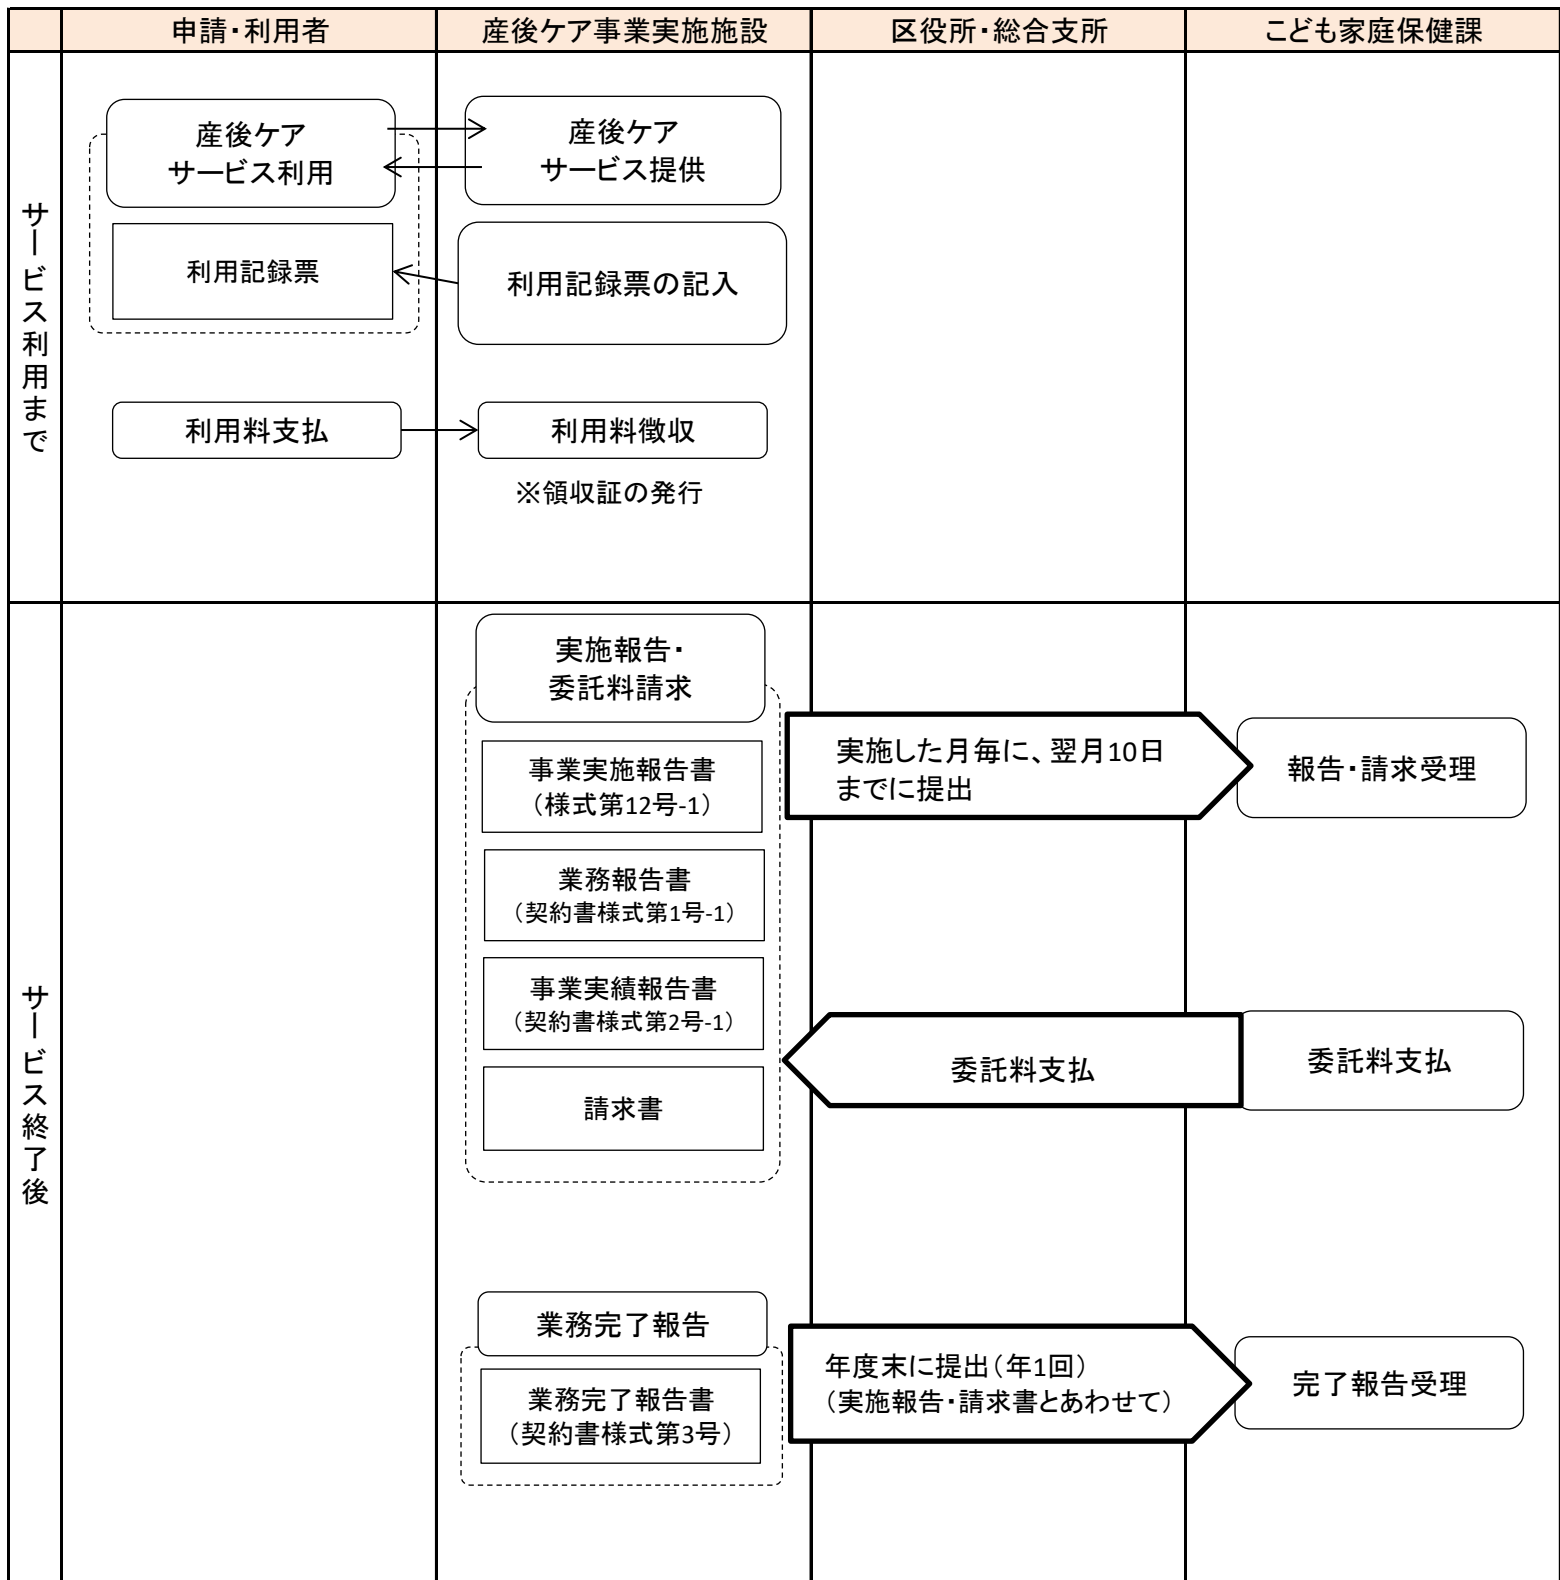 申請・利用者
産後ケア事業実施施設
区役所・総合支所
こども家庭保健課
サービス利用まで
産後ケア
サービス利用
産後ケア
サービス提供
利用記録票
利用記録票の記入
利用料支払
利用料徴収
※領収証の発行
サービス終了後
実施報告・
委託料請求
事業実施報告書
（様式第12号-1）
業務報告書
（契約書様式第1号-1）
事業実績報告書
（契約書様式第2号-1）
請求書
実施した月毎に、翌月10日
までに提出
報告・請求受理
委託料支払
委託料支払
業務完了報告
業務完了報告書
（契約書様式第3号）
年度末に提出（年1回）
（実施報告・請求書とあわせて）
完了報告受理